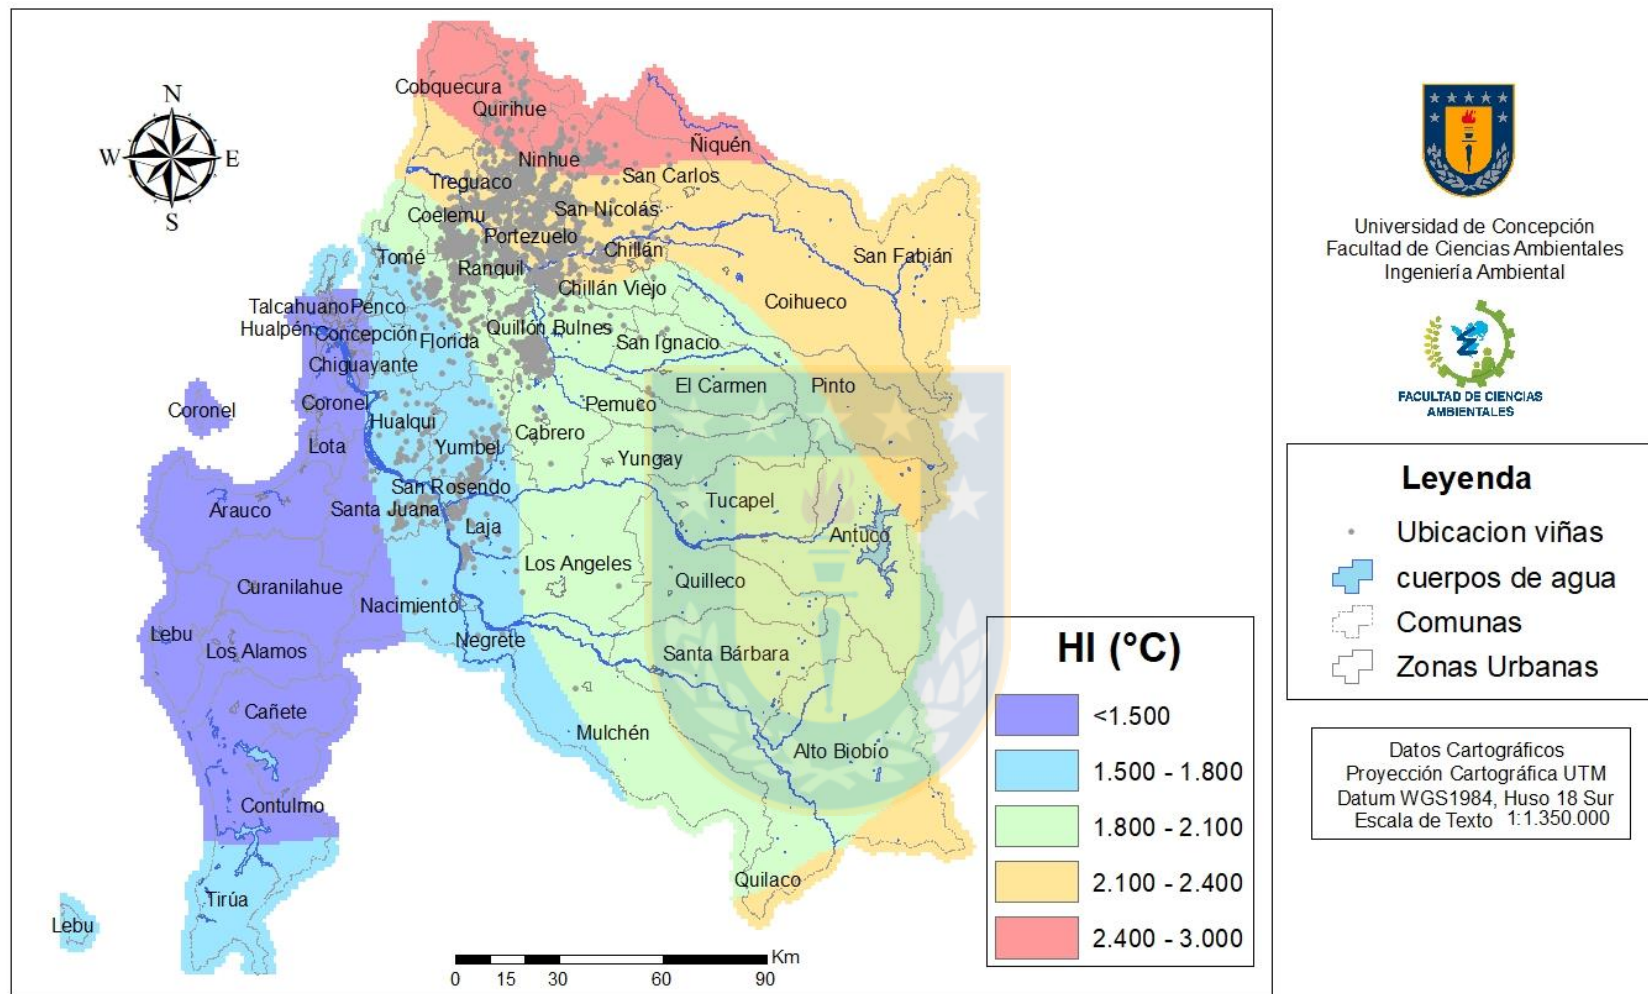 N
W
E
S
Cobquecura
Quirihue
Ñiquén
Ninhue
San Carlos
Treguaco
Coelemu
San Nicolás
Portezuelo
Chillán
San Fabián
Tomé
Ranquil
Chillán Viejo
Coihueco
Talcahuano
Penco
Hualpén
Concepción
Florida
Quillón
Bulnes
San Ignacio
Chiguayante
El Carmen
Pinto
Coronel
Coronel
Pemuco
Hualqui
Lota
Yumbel
Cabrero
Yungay
San Rosendo
Arauco
Santa Juana
Tucapel
Laja
Antuco
Los Angeles
Quilleco
Curanilahue
Nacimiento
Lebu
Los Alamos
Negrete
Santa Bárbara
Cañete
Mulchén
Alto Biobío
Contulmo
Quilaco
Tirúa
Lebu
0 15 30 60 90
Km
HI (°C)
<1.500
1.500 - 1.800
1.800 - 2.100
2.100 - 2.400
2.400 - 3.000
Universidad de Concepción
Facultad de Ciencias Ambientales
Ingeniería Ambiental
FACULTAD DE CIENCIAS
AMBIENTALES
Leyenda
Ubicacion viñas
cuerpos de agua
Comunas
Zonas Urbanas
Datos Cartográficos
Proyección Cartográfica UTM
Datum WGS1984, Huso 18 Sur
Escala de Texto 1:1.350.000